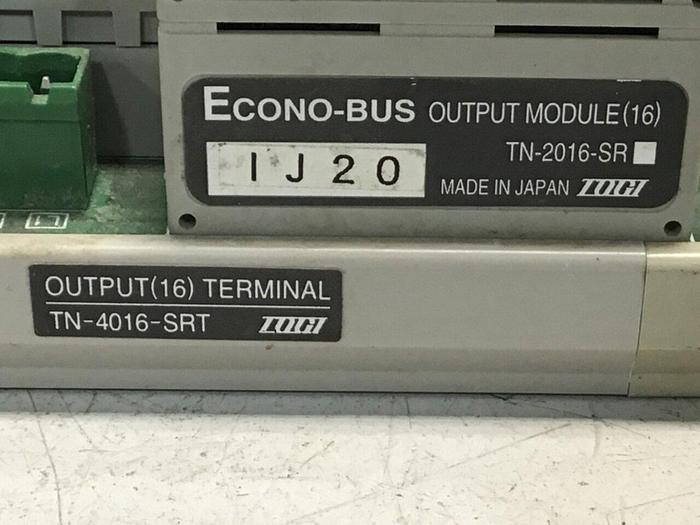 ECONO-BUS OUTPUT MODULE(16)
TN-2016-SR
IJ20
MADE IN JAPAN TOGI
OUTPUT(16) TERMINAL
TN-4016-SRT TOGI